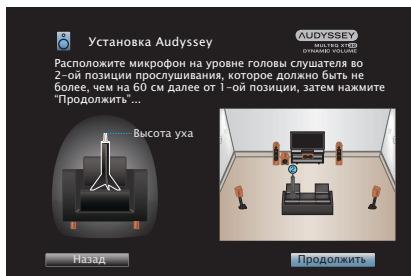 Установка Audyssey
AUDYSSEY
MULTEQ XT32
DYNAMIC VOLUME
Расположите микрофон на уровне головы слушателя во
2-ой позиции прослушивания, которое должно быть не
более, чем на 60 см далее от 1-ой позиции, затем нажмите
"Продолжить"...
Высота уха
2
Назад
Продолжить